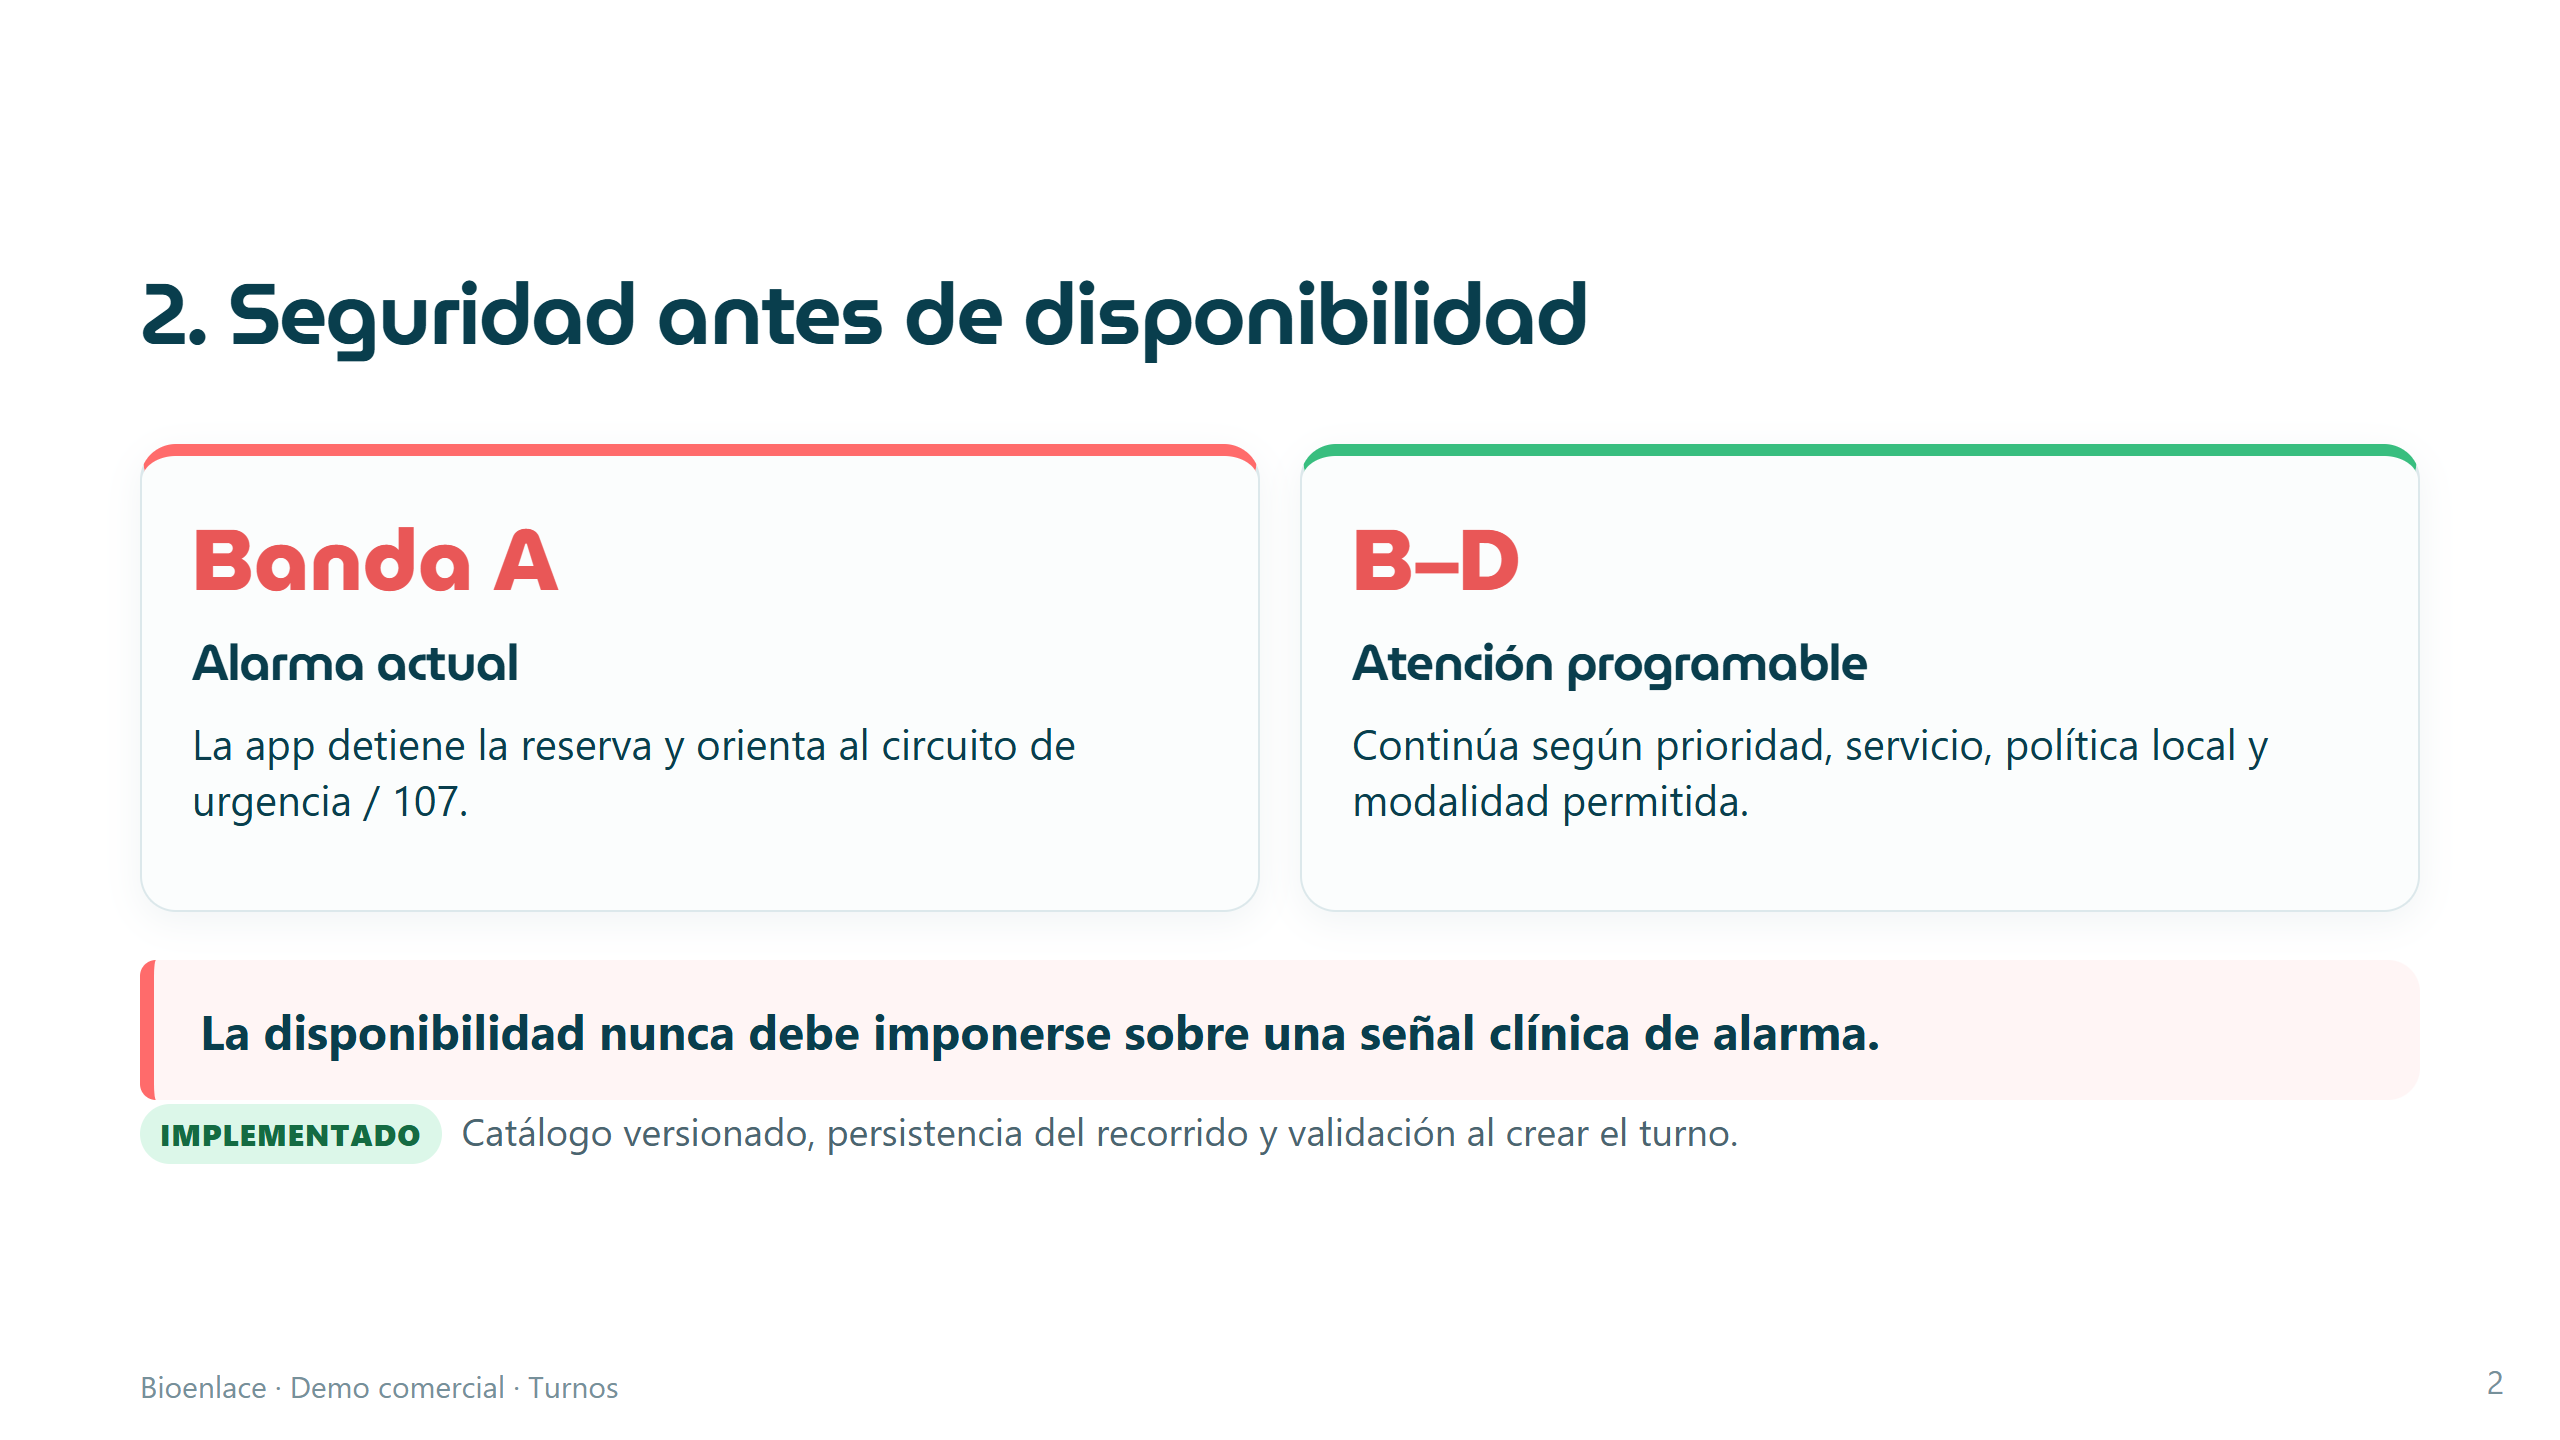 2. Seguridad antes de disponibilidad
Banda A
Alarma actual
La app detiene la reserva y orienta al circuito de
urgencia / 107.
B–D
Atención programable
Continúa según prioridad, servicio, política local y
modalidad permitida.
La disponibilidad nunca debe imponerse sobre una señal clínica de alarma.
IMPLEMENTADO Catálogo versionado, persistencia del recorrido y validación al crear el turno.
Bioenlace · Demo comercial · Turnos
2